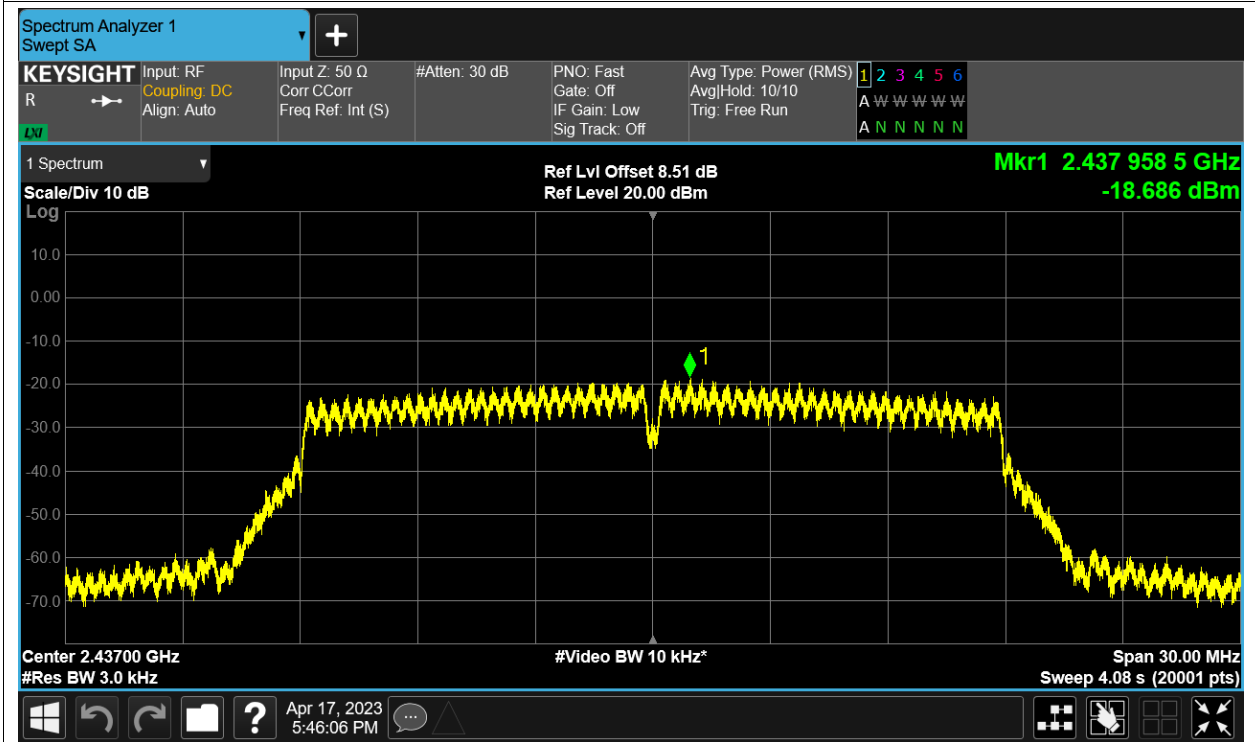 Spectrum Analyzer 1
Swept SA
+
KEYSIGHT
R
LXI
Input: RF
Coupling: DC
Align: Auto
Input Z: 50 Ω
Corr CCorr
Freq Ref: Int (S)
#Atten: 30 dB
PNO: Fast
Gate: Off
IF Gain: Low
Sig Track: Off
Avg Type: Power (RMS)
Avg|Hold: 10/10
Trig: Free Run
1 2 3 4 5 6
A W W W W W
A N N N N N
1 Spectrum
Scale/Div 10 dB
Log
Ref Lvl Offset 8.51 dB
Ref Level 20.00 dBm
Mkr1 2.437 958 5 GHz
-18.686 dBm
10.0
0.00
-10.0
-20.0
-30.0
-40.0
-50.0
-60.0
-70.0
1
Center 2.43700 GHz
#Res BW 3.0 kHz
#Video BW 10 kHz*
Span 30.00 MHz
Sweep 4.08 s (20001 pts)
?
Apr 17, 2023
5:46:06 PM